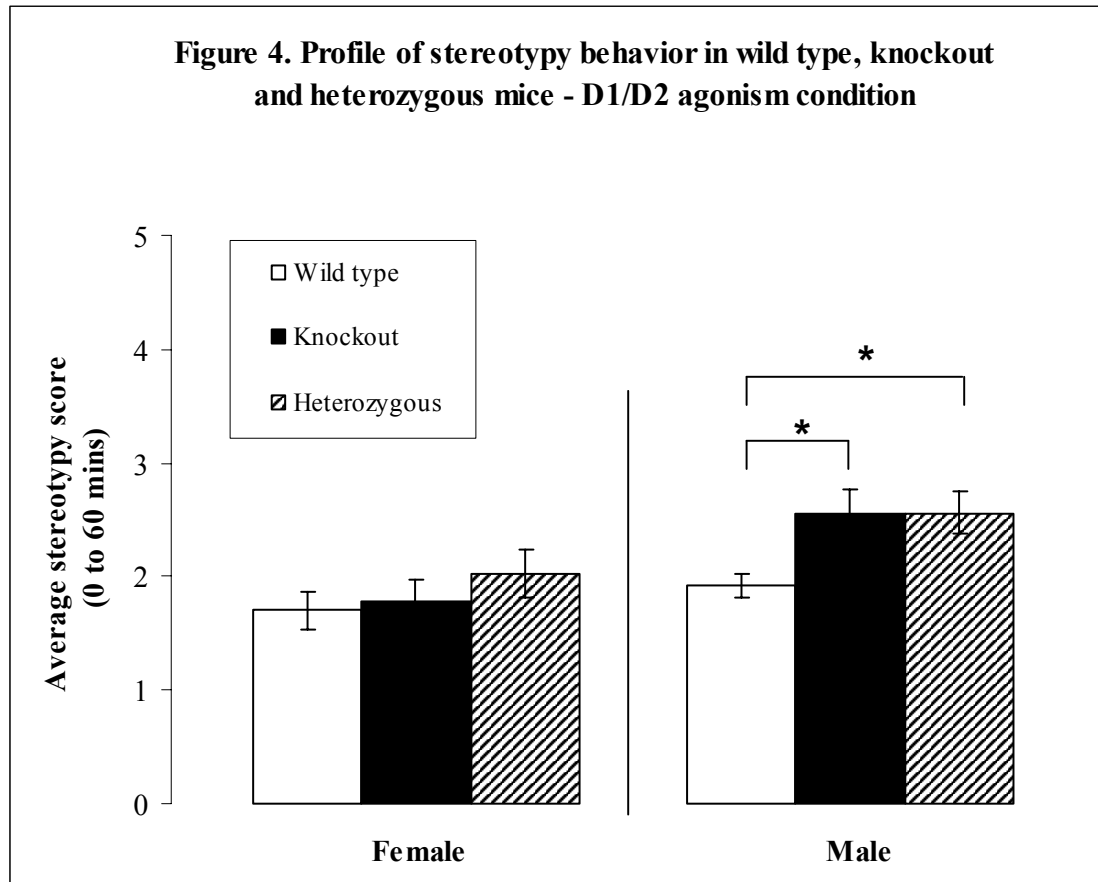 Figure 4. Profile of stereotypy behavior in wild type, knockout
and heterozygous mice - D1/D2 agonism condition
Average stereotypy score
(0 to 60 mins)
5
4
3
2
1
0
Wild type
Knockout
Heterozygous
*
*
Female
Male